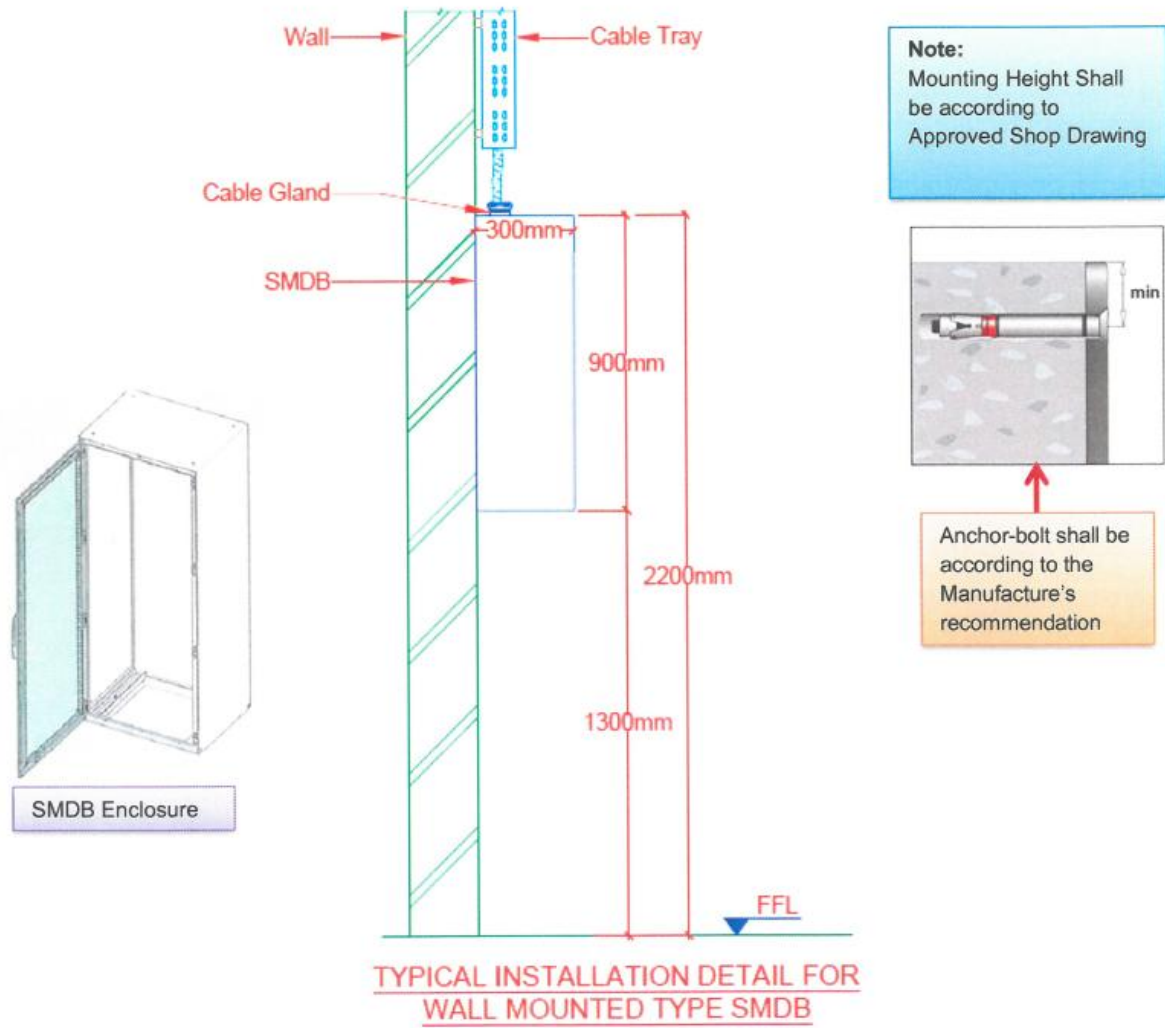 Wall
Cable Tray
Note:
Mounting Height Shall
be according to
Approved Shop Drawing
Cable Gland
300mm
SMDB
min
900mm
Anchor-bolt shall be
according to the
Manufacture's
recommendation
2200mm
1300mm
SMDB Enclosure
FFL
TYPICAL INSTALLATION DETAIL FOR
WALL MOUNTED TYPE SMDB